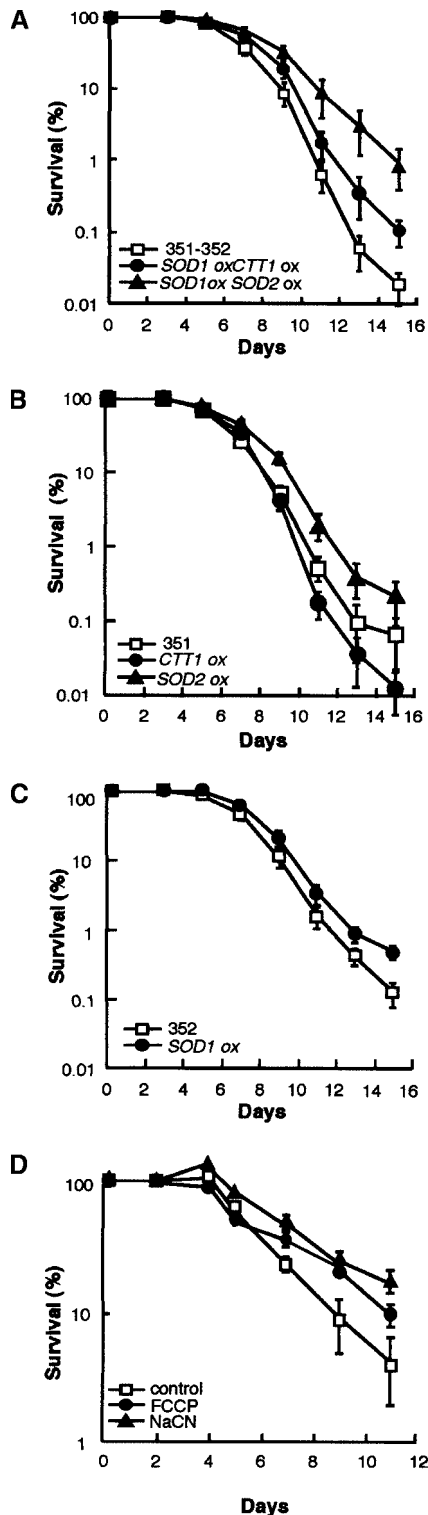 A
Survival (%)
100
10
1
0.1
0.01
351-352
SOD1 oxCTT1 ox
SOD1ox SOD2 ox
0 2 4 6 8 10 12 14 16
Days
B
Survival (%)
100
10
1
0.1
0.01
351
CTT1 ox
SOD2 ox
0 2 4 6 8 10 12 14 16
Days
C
Survival (%)
100
10
1
0.1
0.01
352
SOD1 ox
0 2 4 6 8 10 12 14 16
Days
D
Survival (%)
100
10
1
control
FCCP
NaCN
0 2 4 6 8 10 12
Days